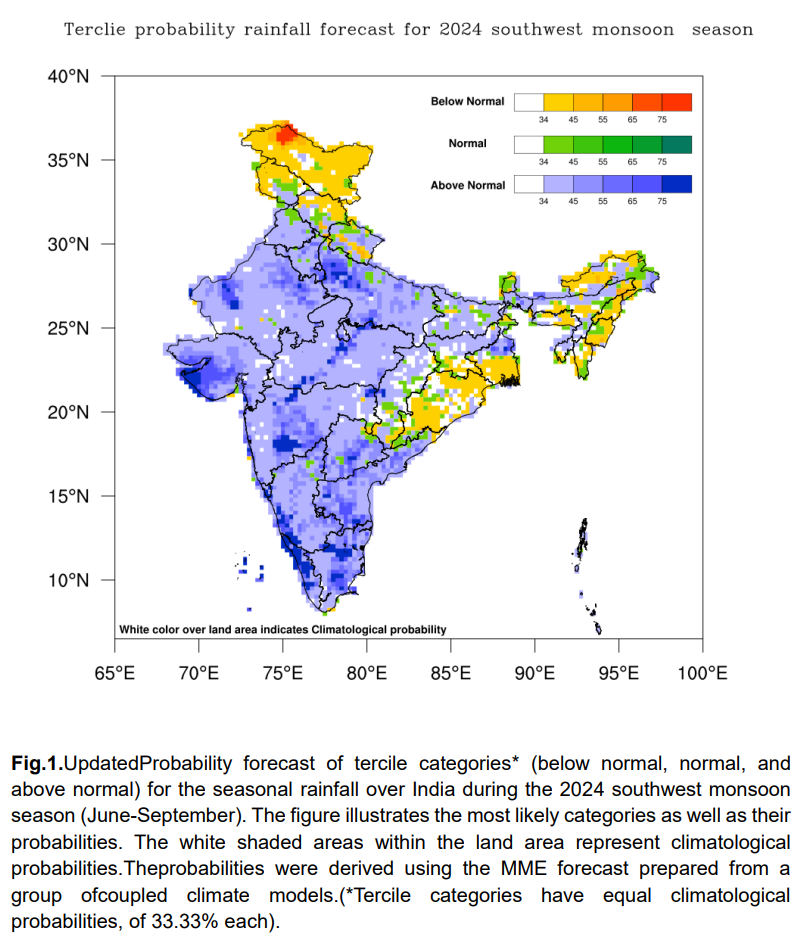 Terclie probability rainfall forecast for 2024 southwest monsoon season
40°N
35°N
30°N
25°N
20°N
15°N
10°N
Below Normal
34 45 55 65 75
Normal
34 45 55 65 75
Above Normal
34 45 55 65 75
White color over land area indicates Climatological probability
65°E 70°E 75°E 80°E 85°E 90°E 95°E 100°E
Fig.1.UpdatedProbability forecast of tercile categories* (below normal, normal, and
above normal) for the seasonal rainfall over India during the 2024 southwest monsoon
season (June-September). The figure illustrates the most likely categories as well as their
probabilities. The white shaded areas within the land area represent climatological
probabilities.Theprobabilities were derived using the MME forecast prepared from a
group ofcoupled climate models.(*Tercile categories have equal climatological
probabilities, of 33.33% each).